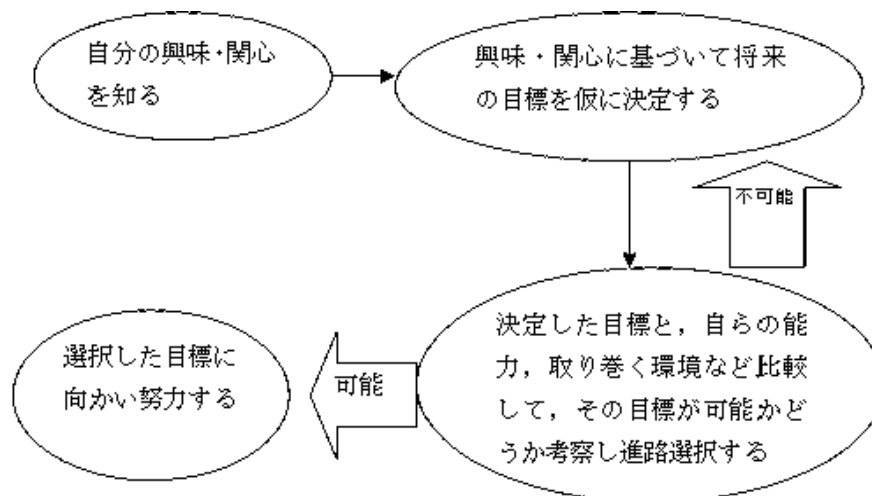 自分の興味・関心
を知る
興味・関心に基づいて将来
の目標を仮に決定する
不可能
決定した目標と，自らの能
力，取り巻く環境など比較
して，その目標が可能かど
うか考察し進路選択する
可能
選択した目標に
向かい努力する